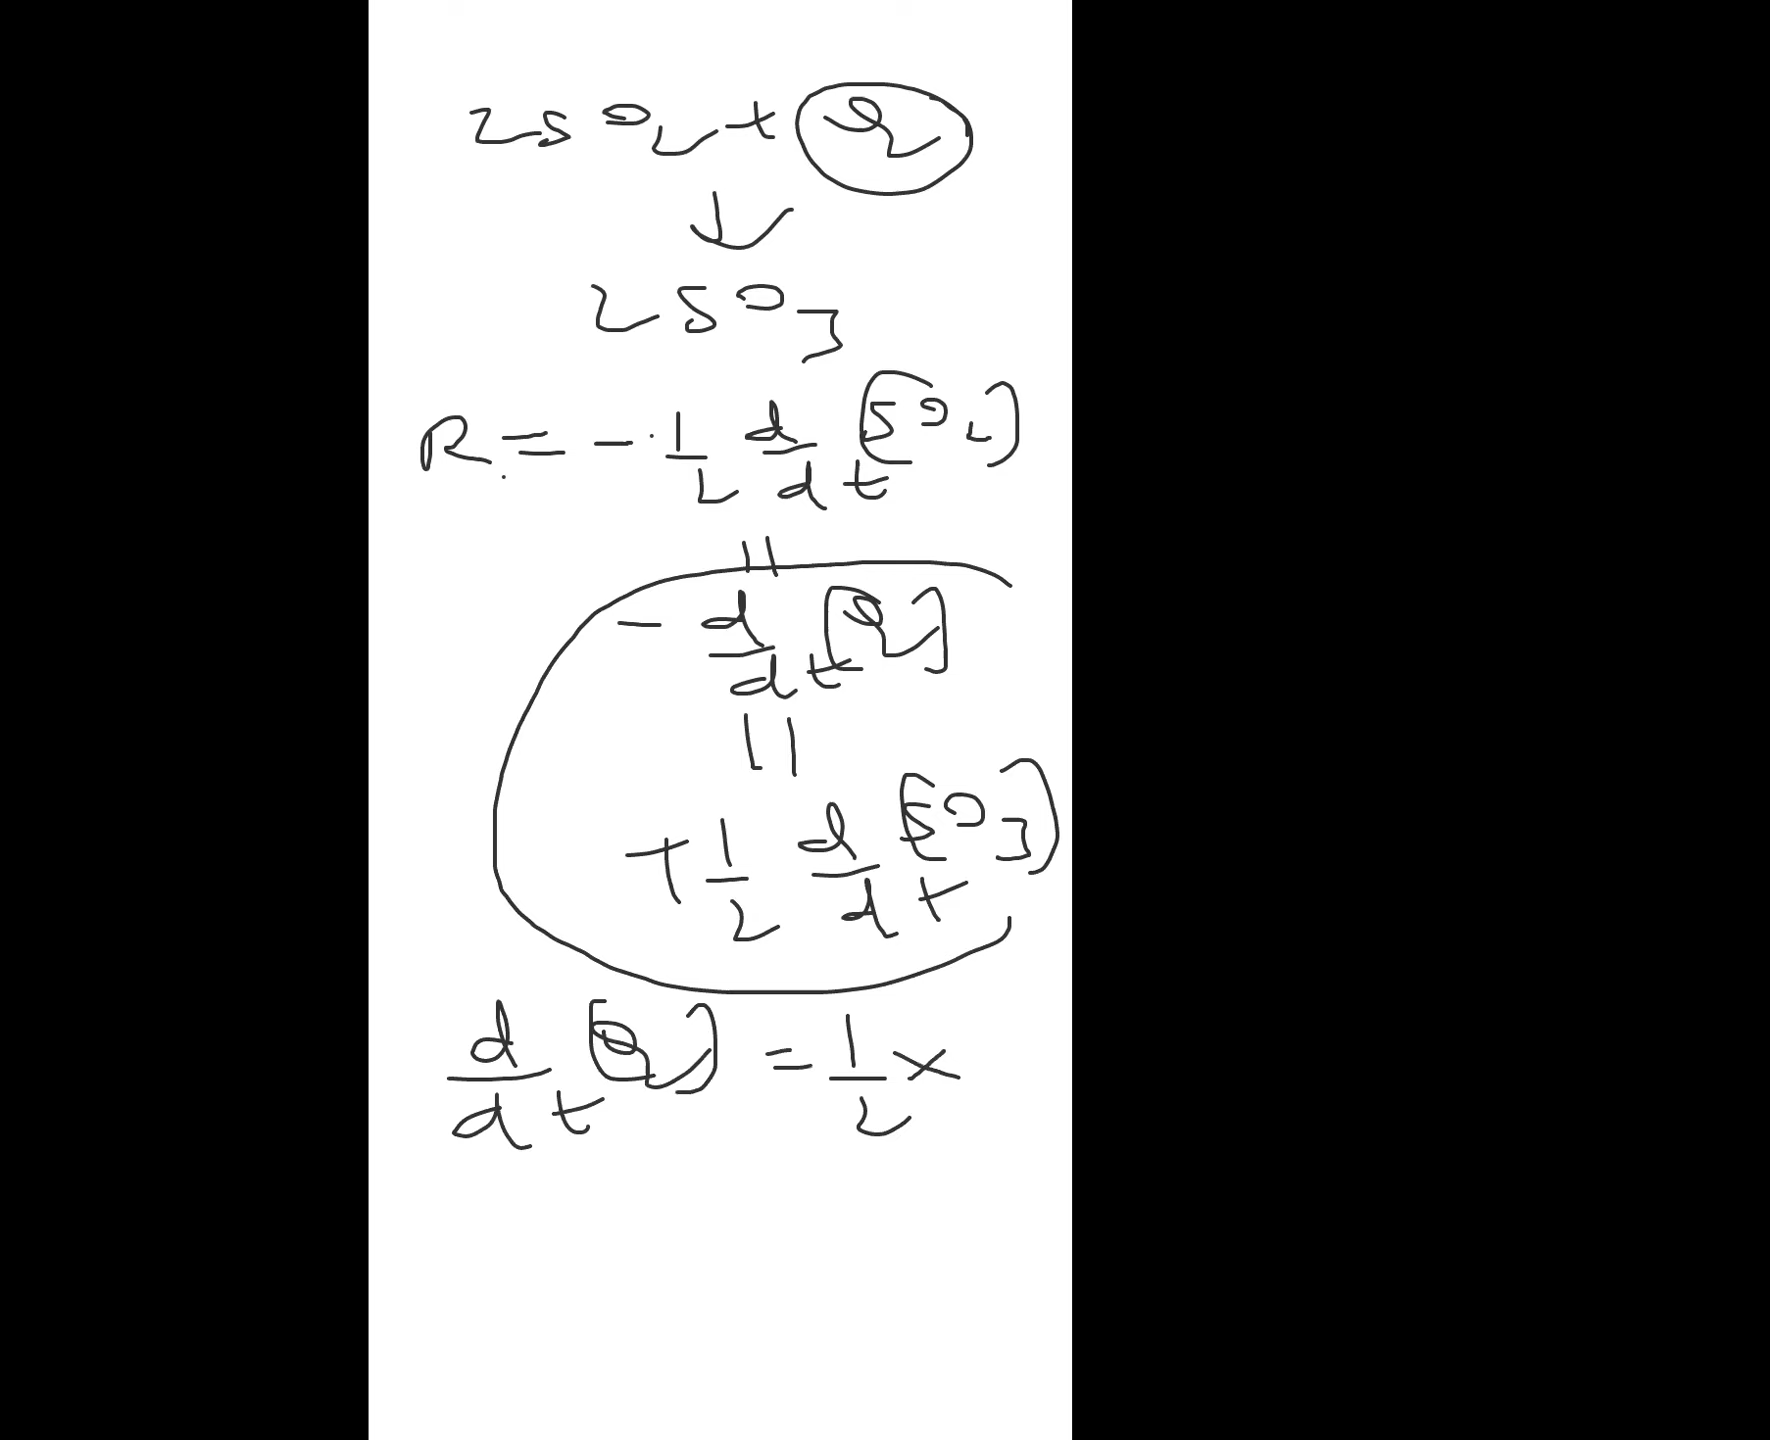 2SO₂ + O₂
↓
2SO₃
R = - 1/2 d/dt [SO₂]
=
- d/dt [O₂]
=
+ 1/2 d/dt [SO₃]
d/dt [O₂] = 1/2 ×